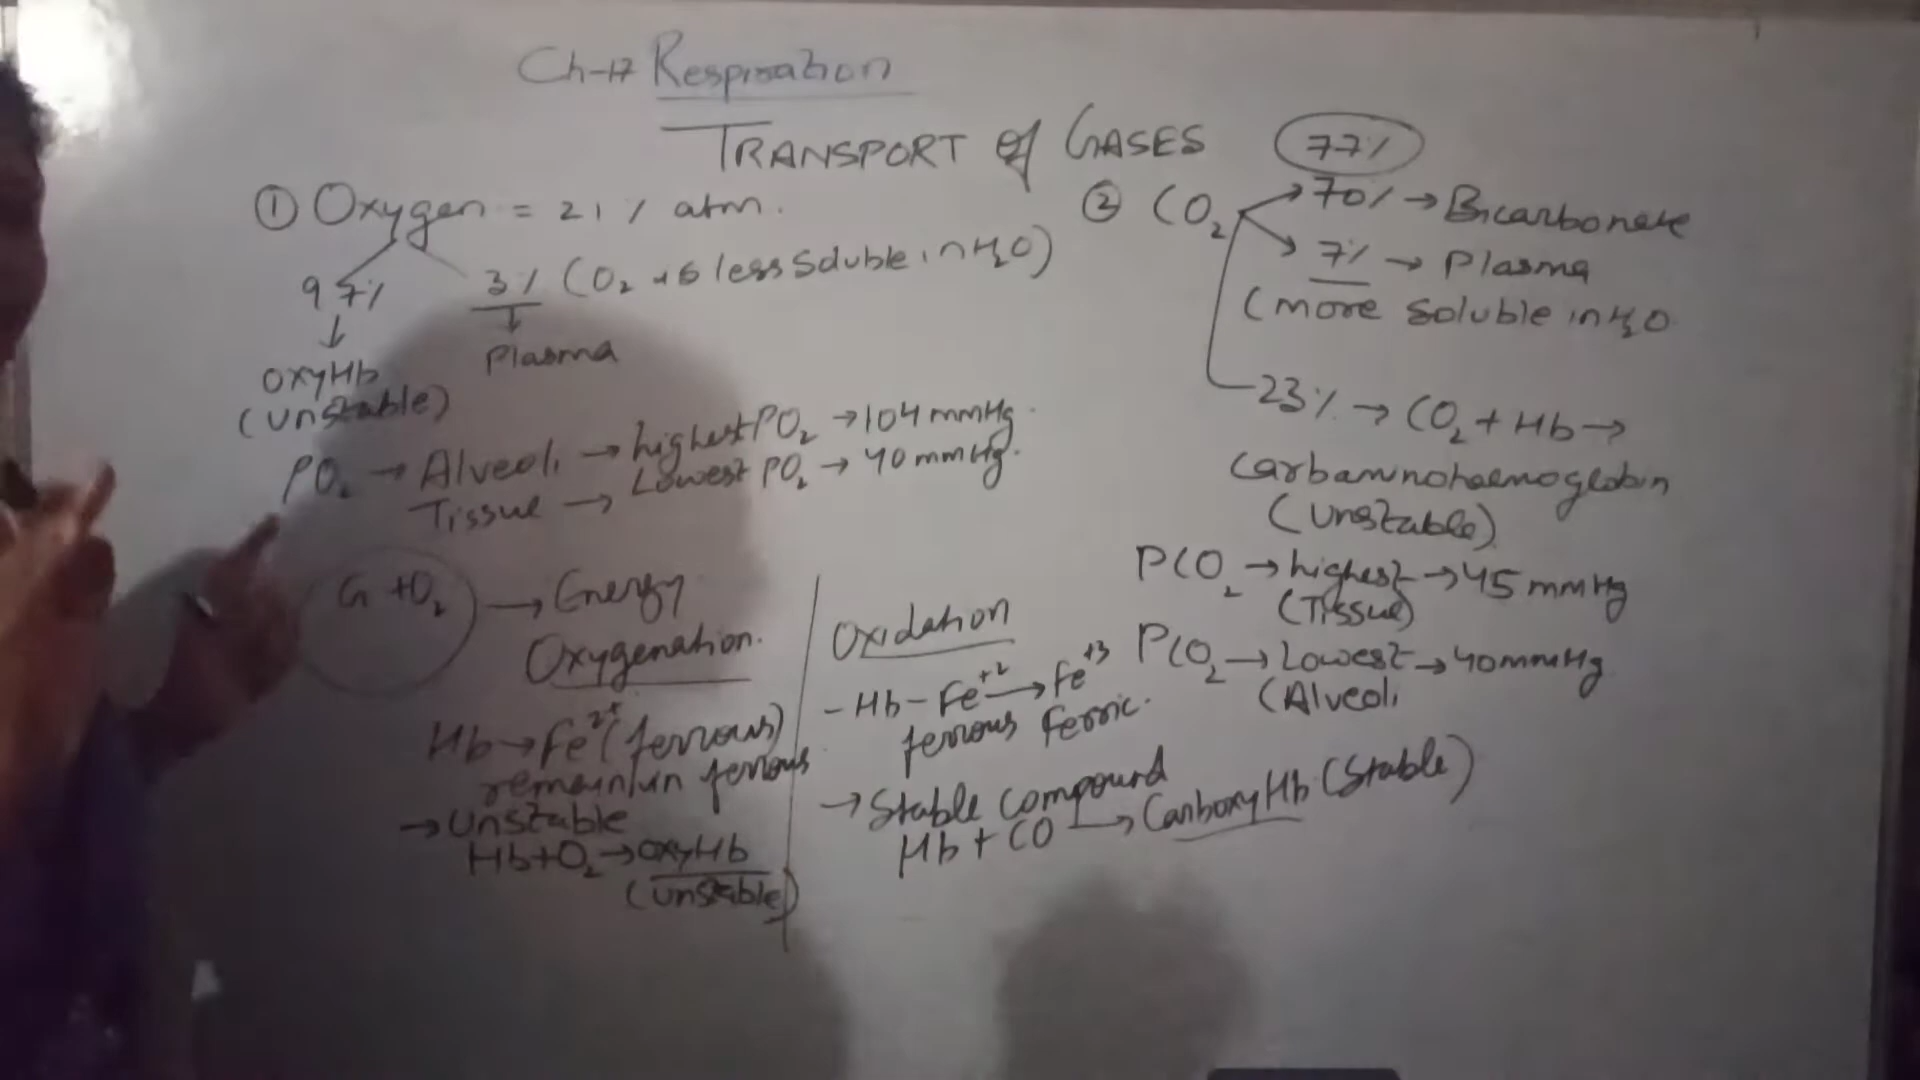 Ch-17 Respiration
TRANSPORT of GASES
77%
① Oxygen = 21 % atm.
97%
3% (O₂ is less soluble in H₂O)
↓
Plasma
↓
OxyHb
(Unstable)
PO₂ → Alveoli → highest PO₂ → 104 mmHg.
Tissue → Lowest PO₂ → 40 mmHg.
G + O₂ → Energy
Oxygenation.
Hb → Fe²⁺ (ferrous)
remain in ferrous
→ Unstable
Hb + O₂ → OxyHb
(Unstable)
Oxidation
- Hb - Fe⁺² → Fe⁺³
ferrous Ferric.
→ Stable compound
Hb + CO → CarboxyHb (Stable)
② CO₂ → 70% → Bicarbonate
→ 7% → Plasma
(more Soluble in H₂O
23% → CO₂ + Hb →
Carbaminohaemoglobin
(Unstable)
PCO₂ → highest → 45 mmHg
(Tissue)
PCO₂ → Lowest → 40 mmHg
(Alveoli